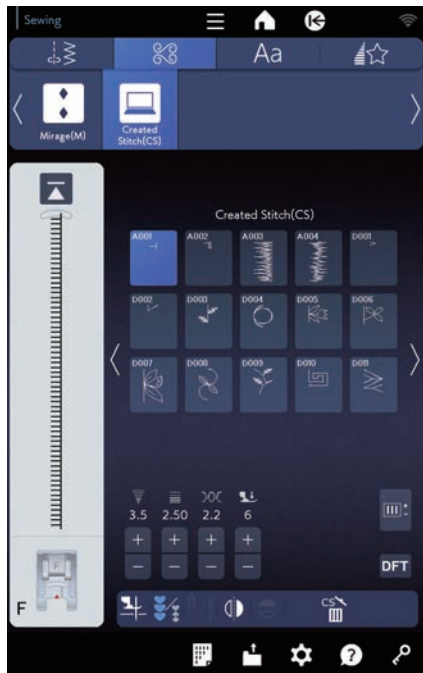 Sewing
Aa
Mirage(M)
Created
Stitch(CS)
Created Stitch(CS)
A001 A002 A003 A004 D001
D002 D003 D004 D005 D006
D007 D008 D009 D010 D011
3.5 2.50 2.2 6
+ + + +
- - - -
DFT
F
CS
?